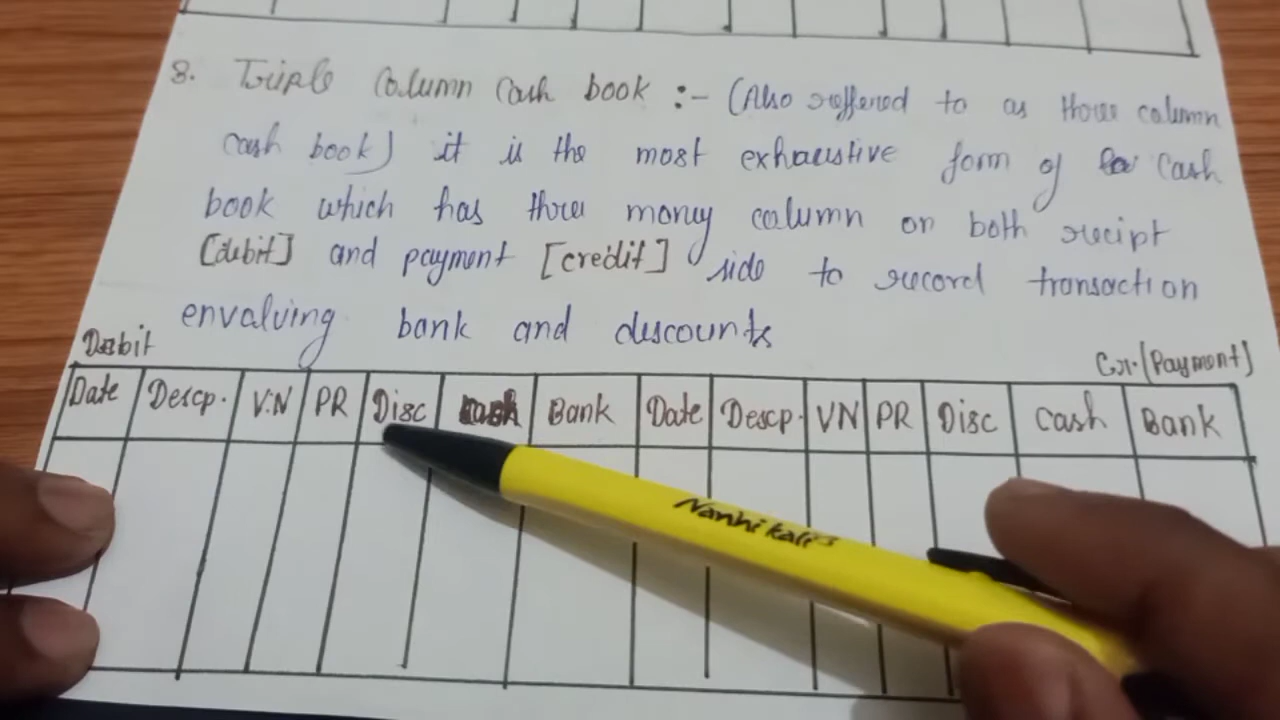 8. Triple Column Cash book :- (Also reffered to as three column
cash book) it is the most exhaustive form of cash
book which has three money column on both recipt
[debit] and payment [credit] side to record transaction
envaluing bank and discounts
Debit
Cr. (Payment)
Date Descp. V.N PR Disc cash Bank Date Descp. VN PR Disc Cash Bank
Nanhi kali